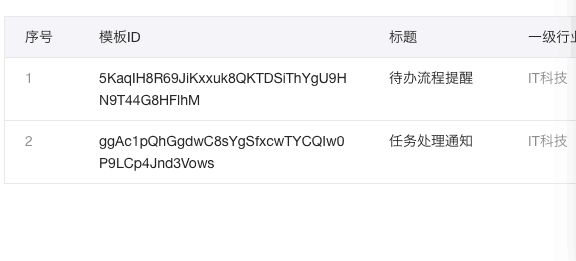 序号 模板ID 标题 一级行业
1 5KaqIH8R69JiKxxuk8QKTDSiThYgU9H 待办流程提醒 IT科技
N9T44G8HFlhM
2 ggAc1pQhGgdwC8sYgSfxcwTYCQIw0 任务处理通知 IT科技
P9LCp4Jnd3Vows